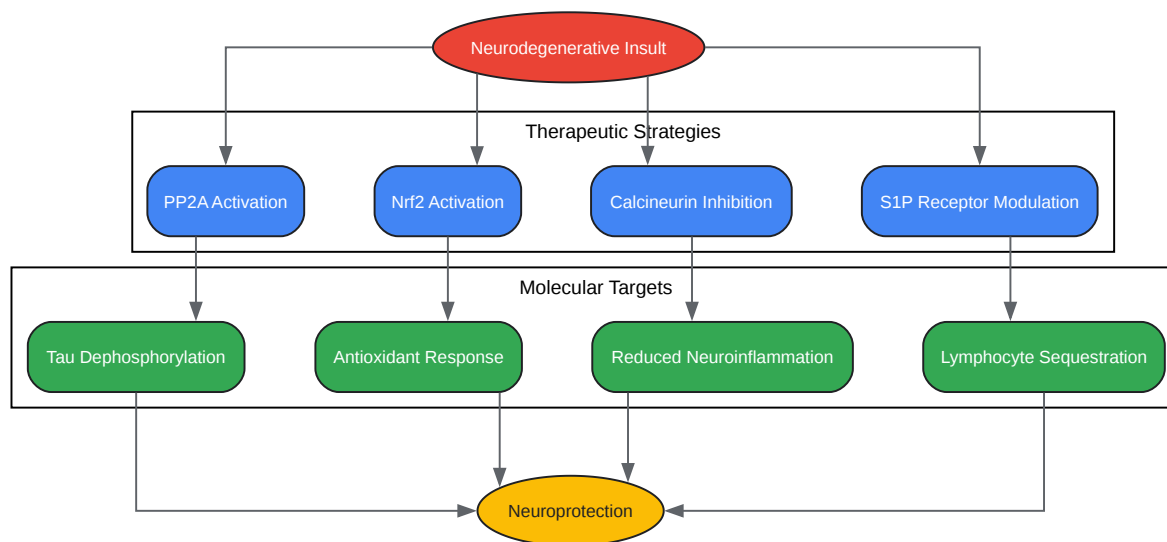 Neurodegenerative Insult
Therapeutic Strategies
PP2A Activation
Nrf2 Activation
Calcineurin Inhibition
S1P Receptor Modulation
Molecular Targets
Tau Dephosphorylation
Antioxidant Response
Reduced Neuroinflammation
Lymphocyte Sequestration
Neuroprotection